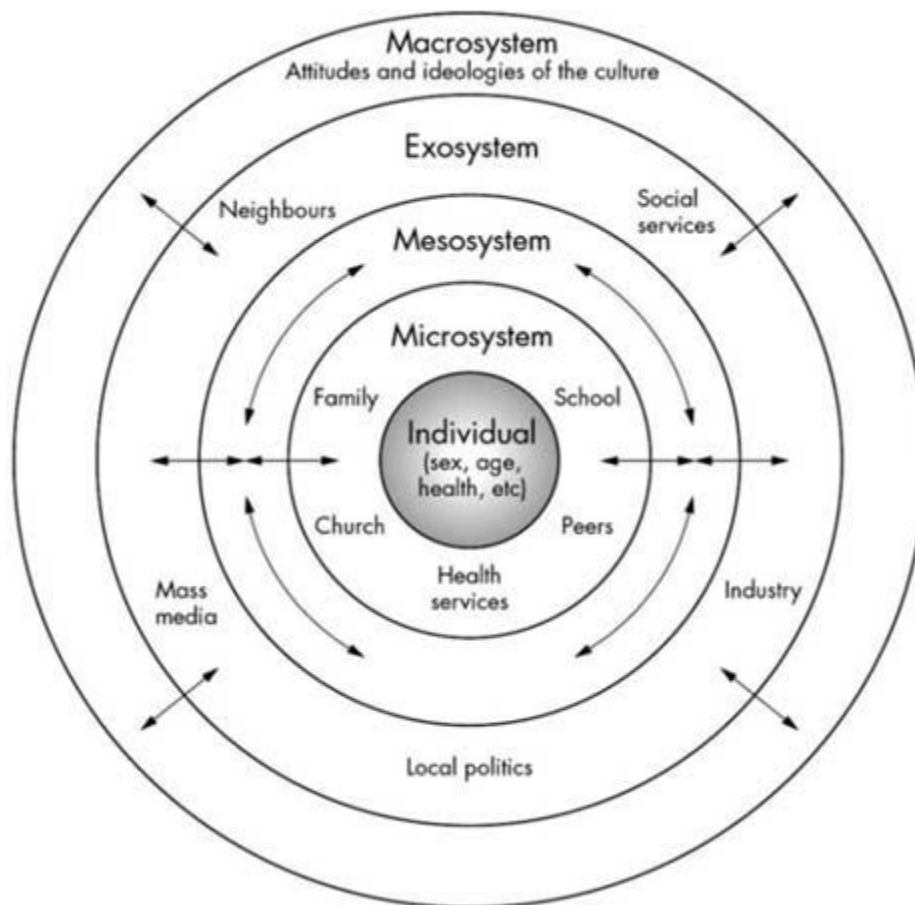 Macrosystem
Attitudes and ideologies of the culture
Exosystem
Neighbours
Social
services
Mesosystem
Microsystem
Family
School
Individual
(sex, age,
health, etc)
Church
Peers
Health
services
Mass
media
Industry
Local politics